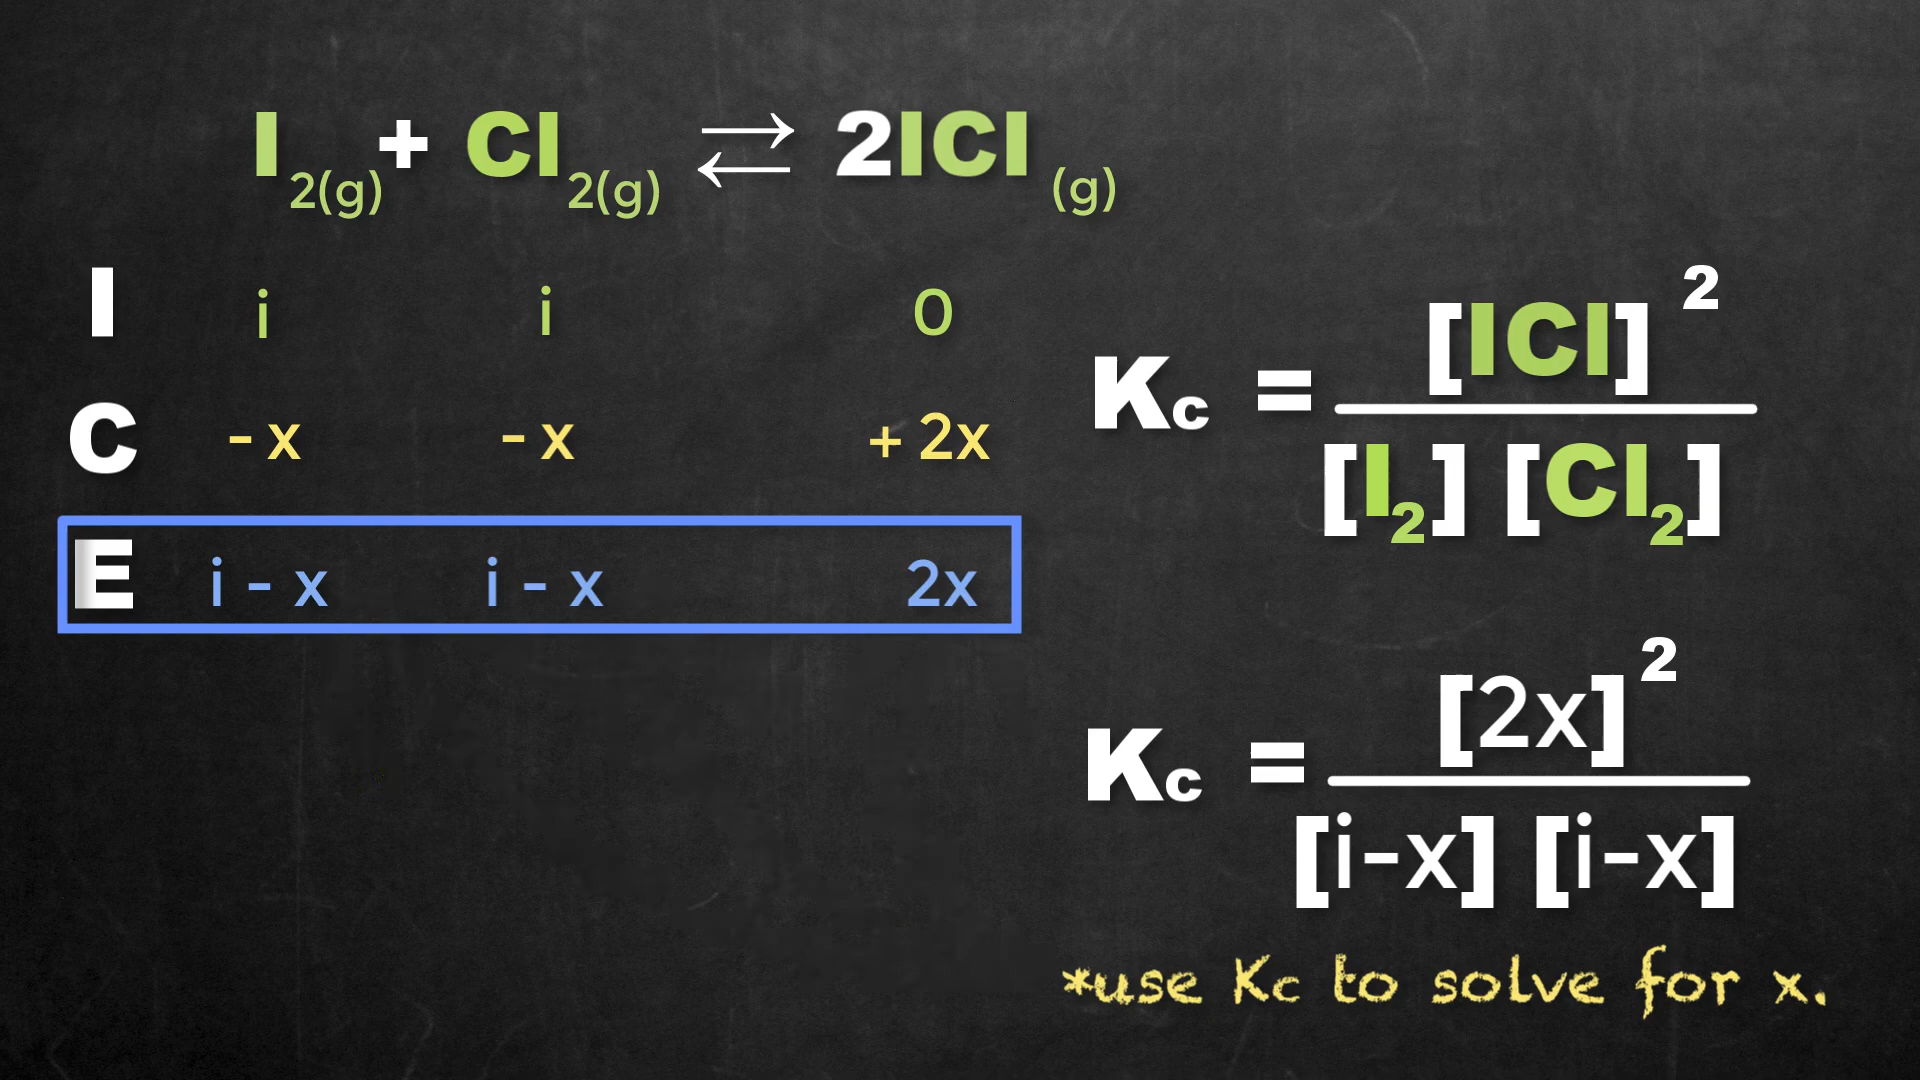 I2(g) + Cl2(g) ⇄ 2ICl (g)
I i i 0
C - x - x + 2x
E i - x i - x 2x
Kc = [ICl]² / [I2] [Cl2]
Kc = [2x]² / [i-x] [i-x]
*use Kc to solve for x.